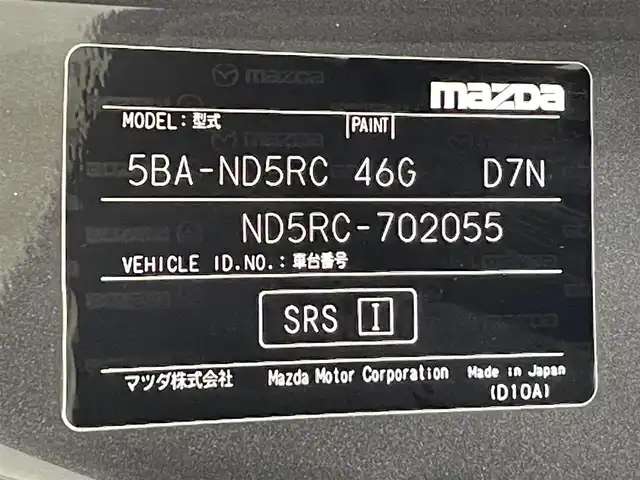 mazda
MODEL：型式 PAINT
5BA-ND5RC 46G D7N
ND5RC-702055
VEHICLE ID.NO.：車台番号
SRS I
マツダ株式会社 Mazda Motor Corporation Made in Japan
(D10A)